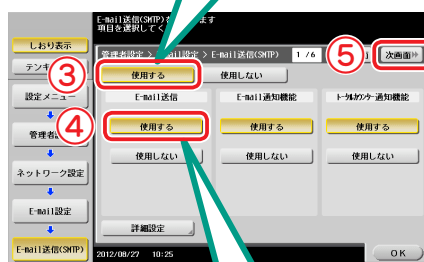 E-mail送信(SMTP)を
ます
項目を選択してく
しおり表示
管理者設定 > 
設定 > E-mail送信(SMTP)
1 /6
⑤
次画面
テンキ
③
使用する
使用しない
設定メニュー
E-mail送信
E-mail通知機能
トータルカウンター通知機能
④
管理者
使用する
使用する
使用する
使用しない
使用しない
使用しない
ネットワーク設定
E-mail設定
詳細設定
E-mail送信(SMTP)
2012/08/27 10:25
OK